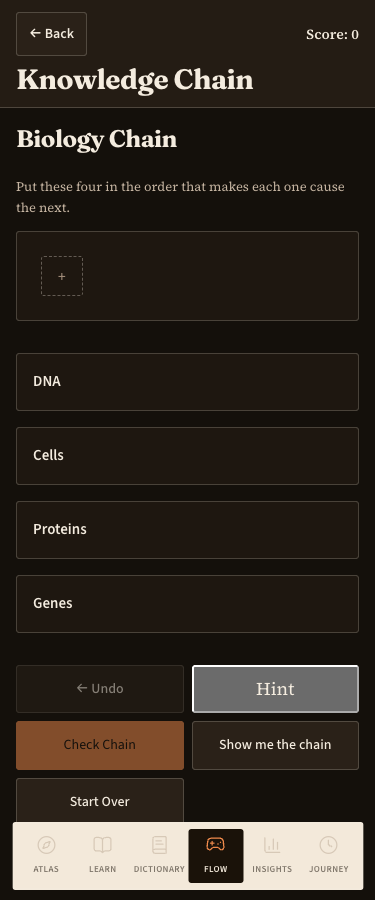 ← Back
Score: 0
Knowledge Chain
Biology Chain
Put these four in the order that makes each one cause
the next.
+
DNA
Cells
Proteins
Genes
← Undo
Hint
Check Chain
Show me the chain
Start Over
ATLAS
LEARN
DICTIONARY
FLOW
INSIGHTS
JOURNEY